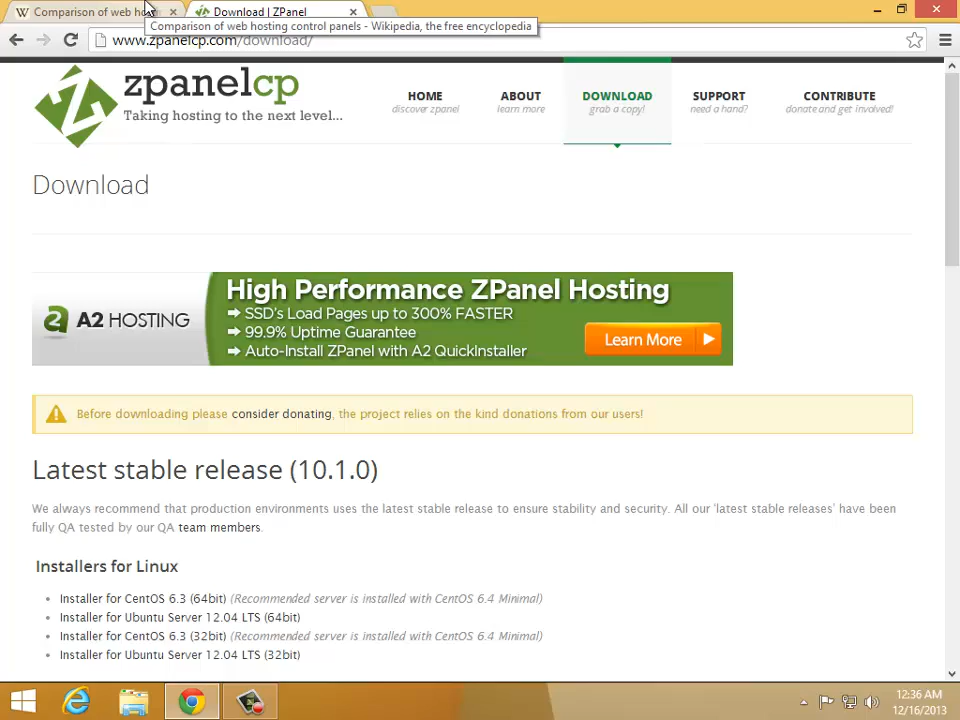 Comparison of web ho
Download | ZPanel
Comparison of web hosting control panels - Wikipedia, the free encyclopedia
www.zpanelcp.com/download/
zpanelcp
Taking hosting to the next level...
HOME
discover zpanel
ABOUT
learn more
DOWNLOAD
grab a copy!
SUPPORT
need a hand?
CONTRIBUTE
donate and get involved!
Download
A2 HOSTING
High Performance ZPanel Hosting
SSD's Load Pages up to 300% FASTER
99.9% Uptime Guarantee
Auto-Install ZPanel with A2 QuickInstaller
Learn More
Before downloading please consider donating, the project relies on the kind donations from our users!
Latest stable release (10.1.0)
We always recommend that production environments uses the latest stable release to ensure stability and security. All our 'latest stable releases' have been
fully QA tested by our QA team members.
Installers for Linux
Installer for CentOS 6.3 (64bit) (Recommended server is installed with CentOS 6.4 Minimal)
Installer for Ubuntu Server 12.04 LTS (64bit)
Installer for CentOS 6.3 (32bit) (Recommended server is installed with CentOS 6.4 Minimal)
Installer for Ubuntu Server 12.04 LTS (32bit)
12:36 AM
12/16/2013